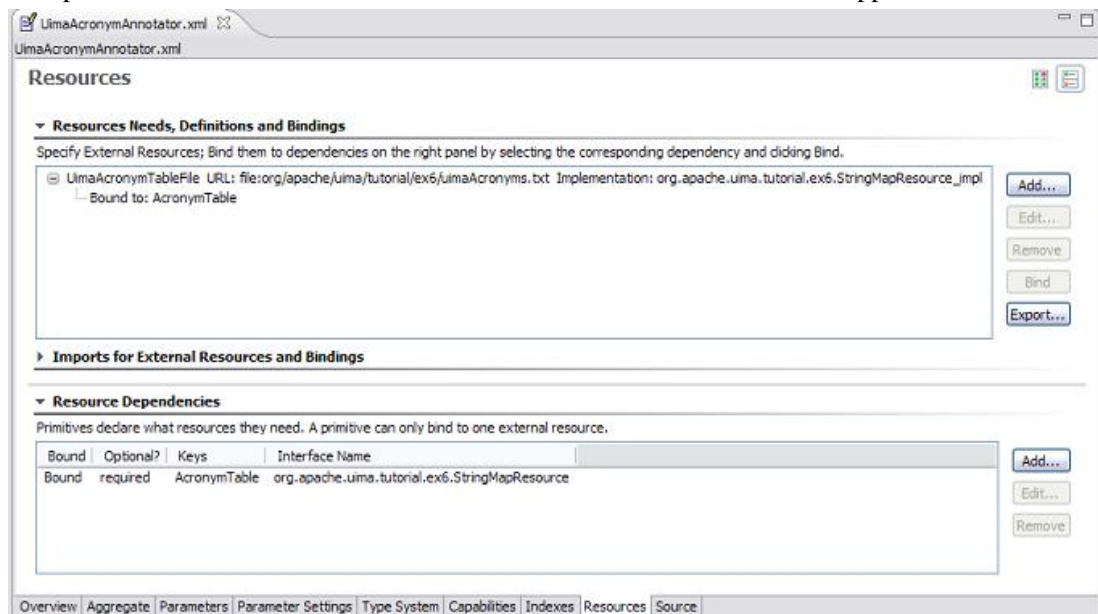 UimaAcronymAnnotator.xml
UimaAcronymAnnotator.xml
Resources
Resources Needs, Definitions and Bindings
Specify External Resources; Bind them to dependencies on the right panel by selecting the corresponding dependency and clicking Bind.
UimaAcronymTableFile URL: file:org/apache/uima/tutorial/ex6/uimaAcronyms.txt Implementation: org.apache.uima.tutorial.ex6.StringMapResource_impl
Bound to: AcronymTable
Add...
Edit...
Remove
Bind
Export...
Imports for External Resources and Bindings
Resource Dependencies
Primitives declare what resources they need. A primitive can only bind to one external resource.
Bound Optional? Keys Interface Name
Bound required AcronymTable org.apache.uima.tutorial.ex6.StringMapResource
Add...
Edit...
Remove
Overview Aggregate Parameters Parameter Settings Type System Capabilities Indexes Resources Source